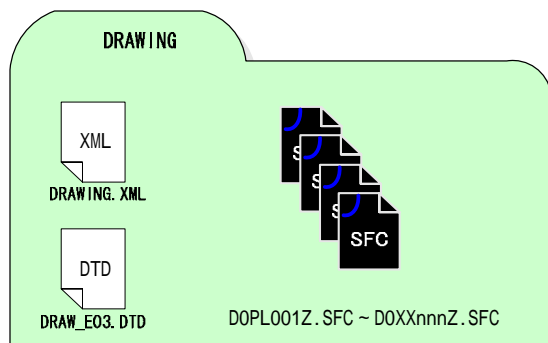 DRAWING
XML
DRAWING.XML
S
S
S
SFC
DTD
DRAW_E03.DTD
D0PL001Z.SFC ~ D0XXnnnZ.SFC